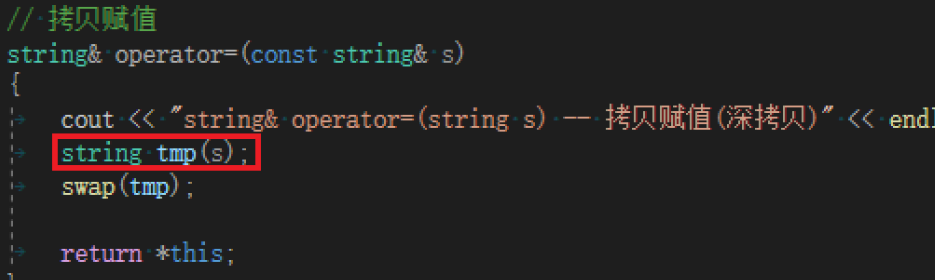 // 拷贝赋值
string& operator=(const string& s)
{
cout << "string& operator=(string s) -- 拷贝赋值(深拷贝)" << endl
string tmp(s);
swap(tmp);
return *this;